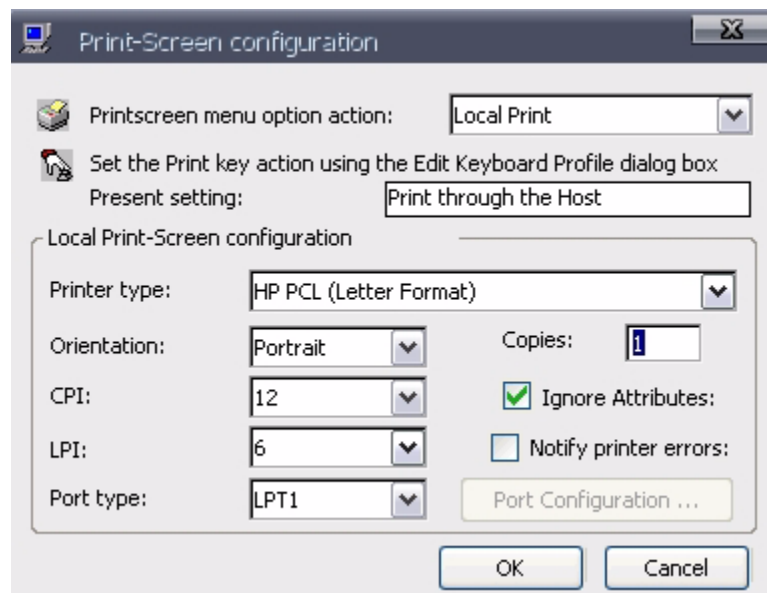 Print-Screen configuration
Printscreen menu option action: Local Print
Set the Print key action using the Edit Keyboard Profile dialog box
Present setting: Print through the Host
Local Print-Screen configuration
Printer type: HP PCL (Letter Format)
Orientation: Portrait Copies: 1
CPI: 12 Ignore Attributes:
LPI: 6 Notify printer errors:
Port type: LPT1 Port Configuration ...
OK Cancel